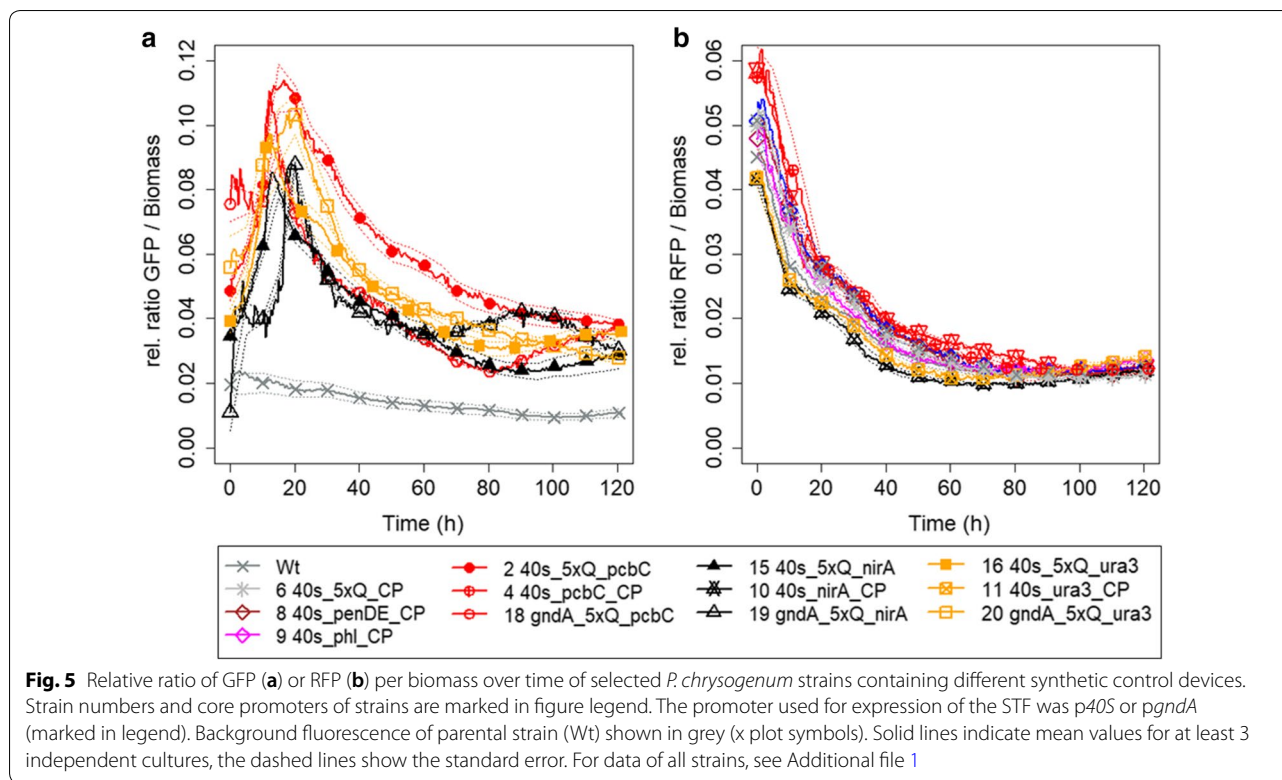 a
b
rel. ratio GFP / Biomass
0.12
0.10
0.08
0.06
0.04
0.02
0.00
0 20 40 60 80 100 120
Time (h)
rel. ratio RFP / Biomass
0.06
0.05
0.04
0.03
0.02
0.01
0.00
0 20 40 60 80 100 120
Time (h)
Wt
6 40s_5xQ_CP
8 40s_penDE_CP
9 40s_phl_CP
2 40s_5xQ_pcbC
4 40s_pcbC_CP
18 gndA_5xQ_pcbC
15 40s_5xQ_nirA
10 40s_nirA_CP
19 gndA_5xQ_nirA
16 40s_5xQ_ura3
11 40s_ura3_CP
20 gndA_5xQ_ura3
Fig. 5 Relative ratio of GFP (a) or RFP (b) per biomass over time of selected P. chrysogenum strains containing different synthetic control devices.
Strain numbers and core promoters of strains are marked in figure legend. The promoter used for expression of the STF was p40S or pgndA
(marked in legend). Background fluorescence of parental strain (Wt) shown in grey (x plot symbols). Solid lines indicate mean values for at least 3
independent cultures, the dashed lines show the standard error. For data of all strains, see Additional file 1